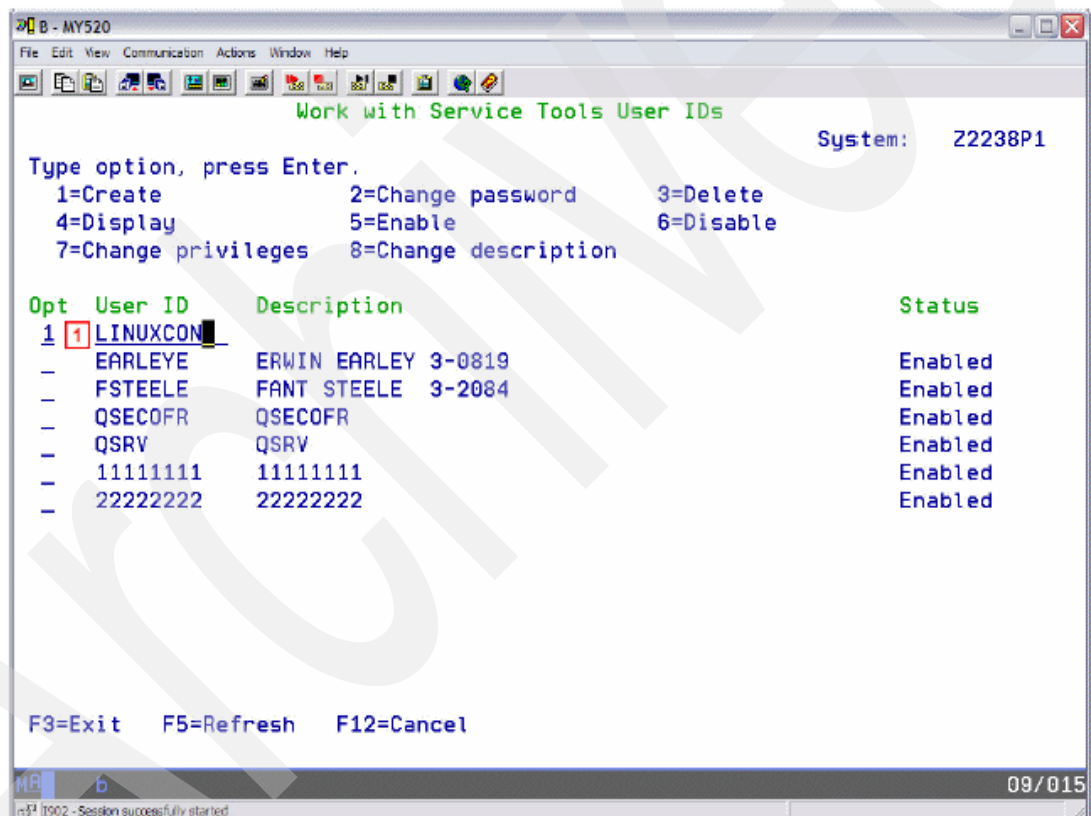 B - MY520
File Edit View Communication Actions Window Help
Work with Service Tools User IDs
System: Z2238P1
Type option, press Enter.
1=Create 2=Change password 3=Delete
4=Display 5=Enable 6=Disable
7=Change privileges 8=Change description
Opt User ID Description Status
1 1 LINUXCON
EARLEYE ERWIN EARLEY 3-0819 Enabled
FSTEELE FANT STEELE 3-2084 Enabled
QSECOFR QSECOFR Enabled
QSRV QSRV Enabled
11111111 11111111 Enabled
22222222 22222222 Enabled
F3=Exit F5=Refresh F12=Cancel
MA b 09/015
I902 - Session successfully started